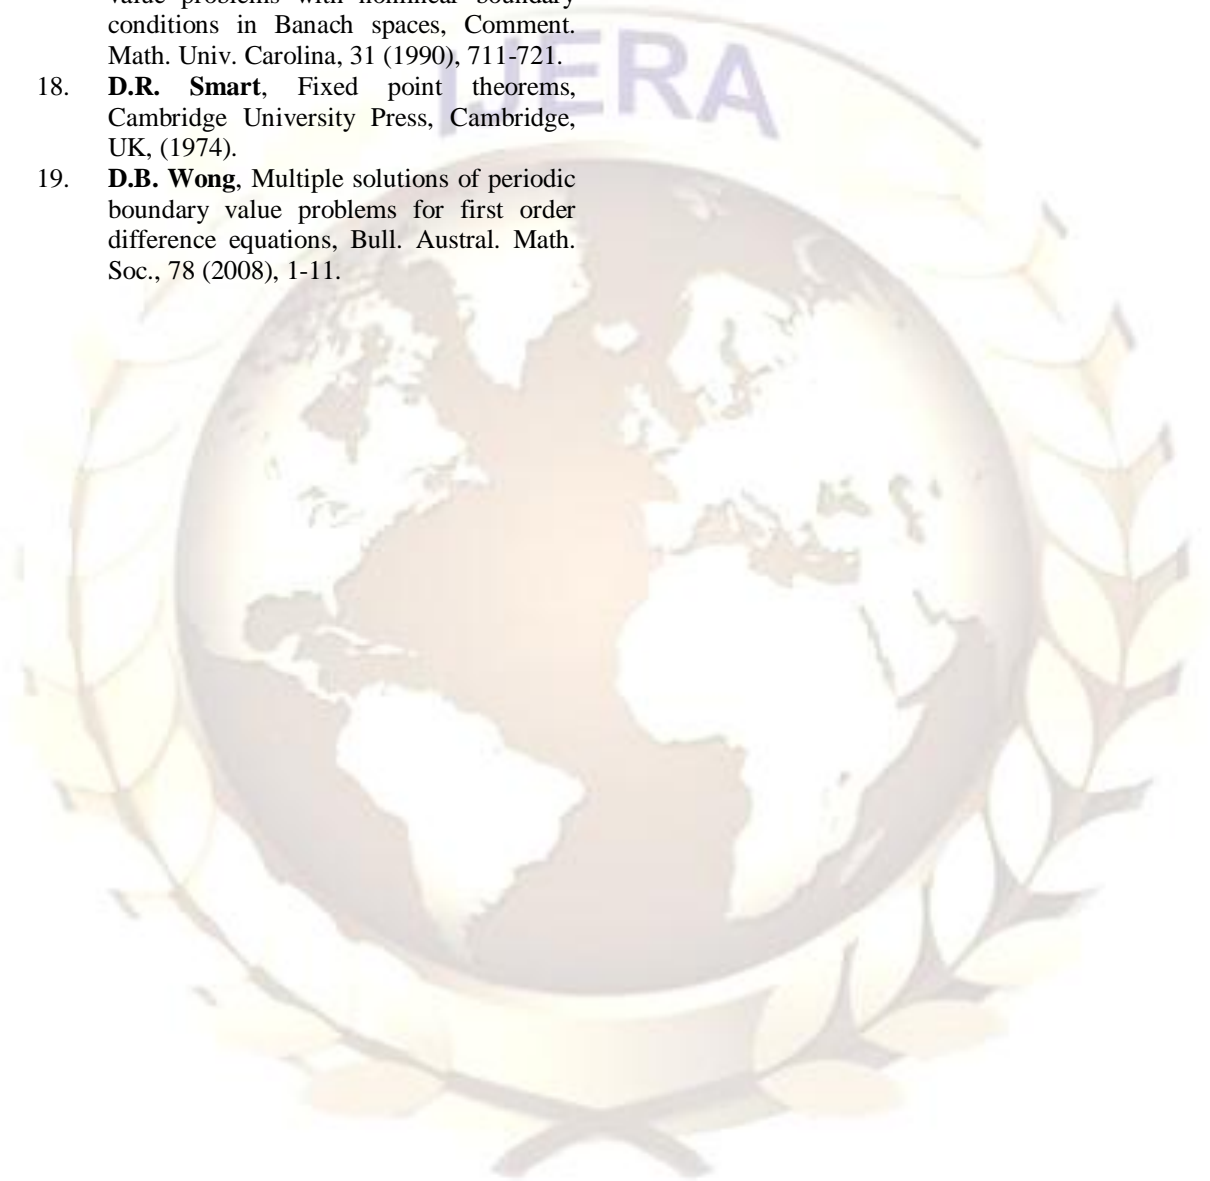 value problems with nonlinear boundary
conditions in Banach spaces, Comment.
Math. Univ. Carolina, 31 (1990), 711-721.
18. D.R. Smart, Fixed point theorems,
Cambridge University Press, Cambridge,
UK, (1974).
19. D.B. Wong, Multiple solutions of periodic
boundary value problems for first order
difference equations, Bull. Austral. Math.
Soc., 78 (2008), 1-11.
IJERA